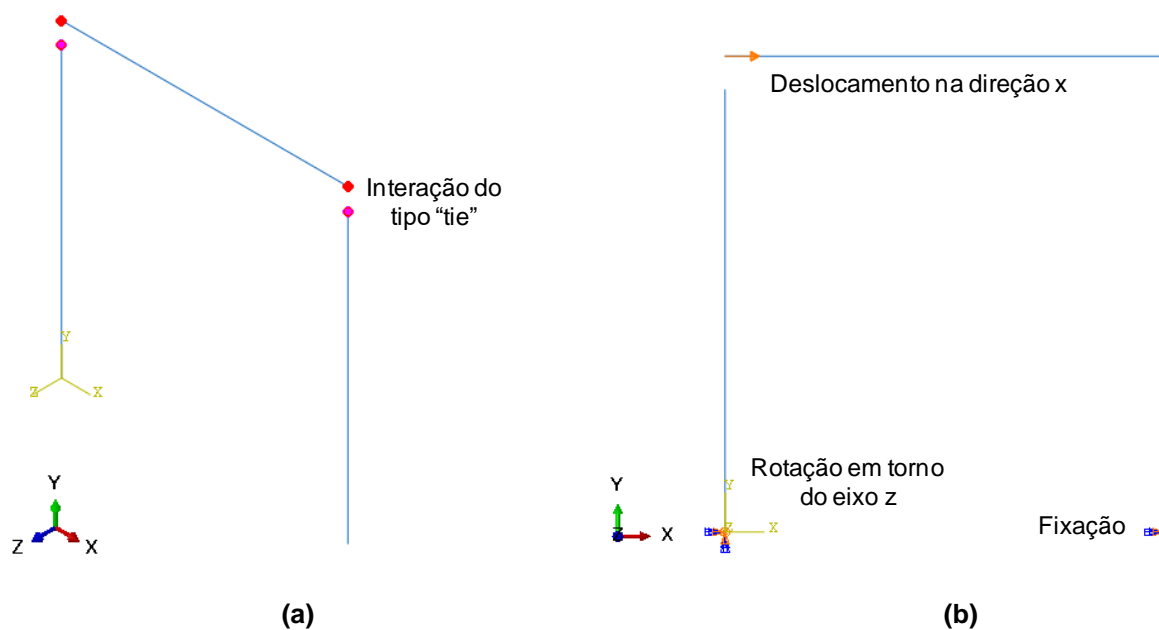 Interação do
tipo “tie”
Y
Z
X
Y
Z
X
(a)
Deslocamento na direção x
Rotação em torno
do eixo z
Y
Z
X
Y
Z
X
Fixação
(b)